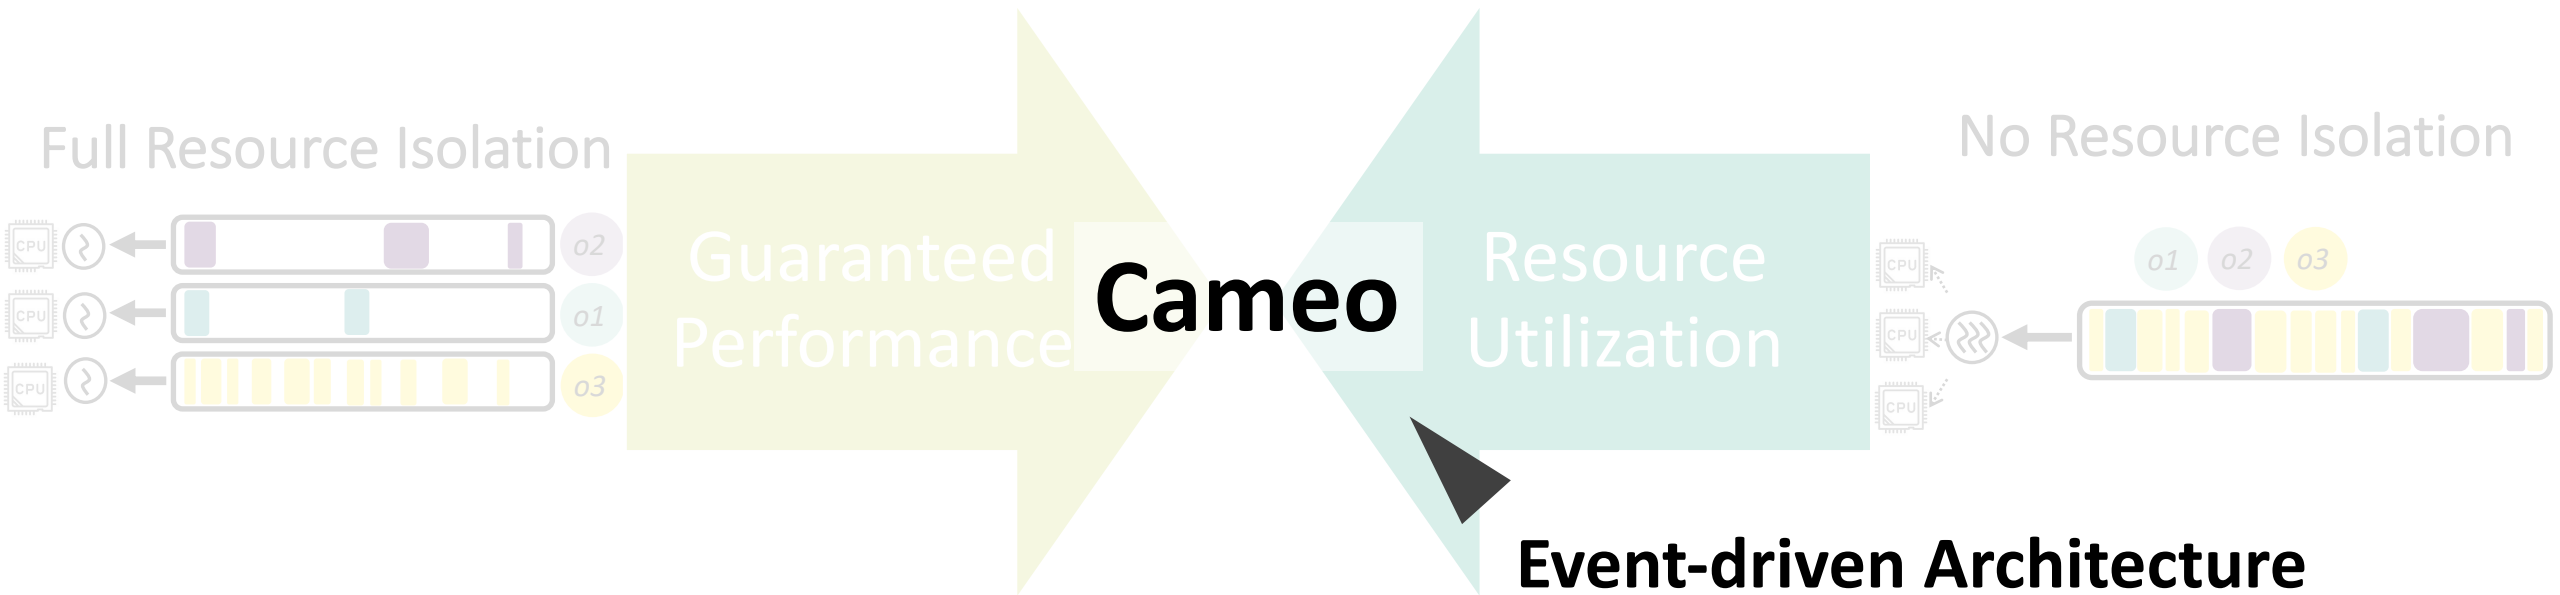 Full Resource Isolation
CPU
o2
CPU
o1
CPU
o3
Guaranteed
Performance
Cameo
Resource
Utilization
Event-driven Architecture
No Resource Isolation
o1 o2 o3
CPU
CPU
CPU